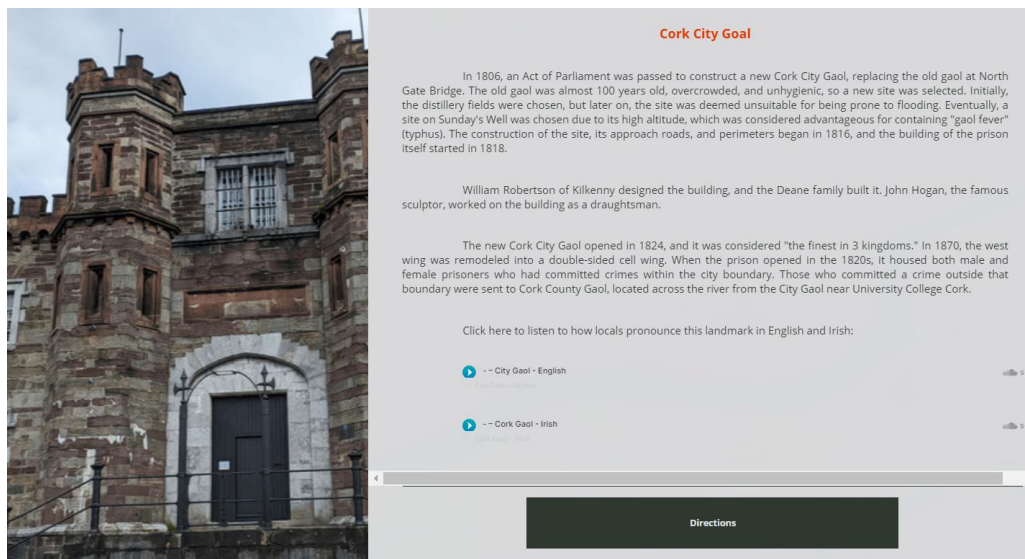 Cork City Goal
In 1806, an Act of Parliament was passed to construct a new Cork City Gaol, replacing the old gaol at North
Gate Bridge. The old gaol was almost 100 years old, overcrowded, and unhygienic, so a new site was selected. Initially,
the distillery fields were chosen, but later on, the site was deemed unsuitable for being prone to flooding. Eventually, a
site on Sunday's Well was chosen due to its high altitude, which was considered advantageous for containing "gaol fever"
(typhus). The construction of the site, its approach roads, and perimeters began in 1816, and the building of the prison
itself started in 1818.
William Robertson of Kilkenny designed the building, and the Deane family built it. John Hogan, the famous
sculptor, worked on the building as a draughtsman.
The new Cork City Gaol opened in 1824, and it was considered "the finest in 3 kingdoms." In 1870, the west
wing was remodeled into a double-sided cell wing. When the prison opened in the 1820s, it housed both male and
female prisoners who had committed crimes within the city boundary. Those who committed a crime outside that
boundary were sent to Cork County Gaol, located across the river from the City Gaol near University College Cork.
Click here to listen to how locals pronounce this landmark in English and Irish:
- – City Gaol - English
- – Cork Gaol - Irish
Directions